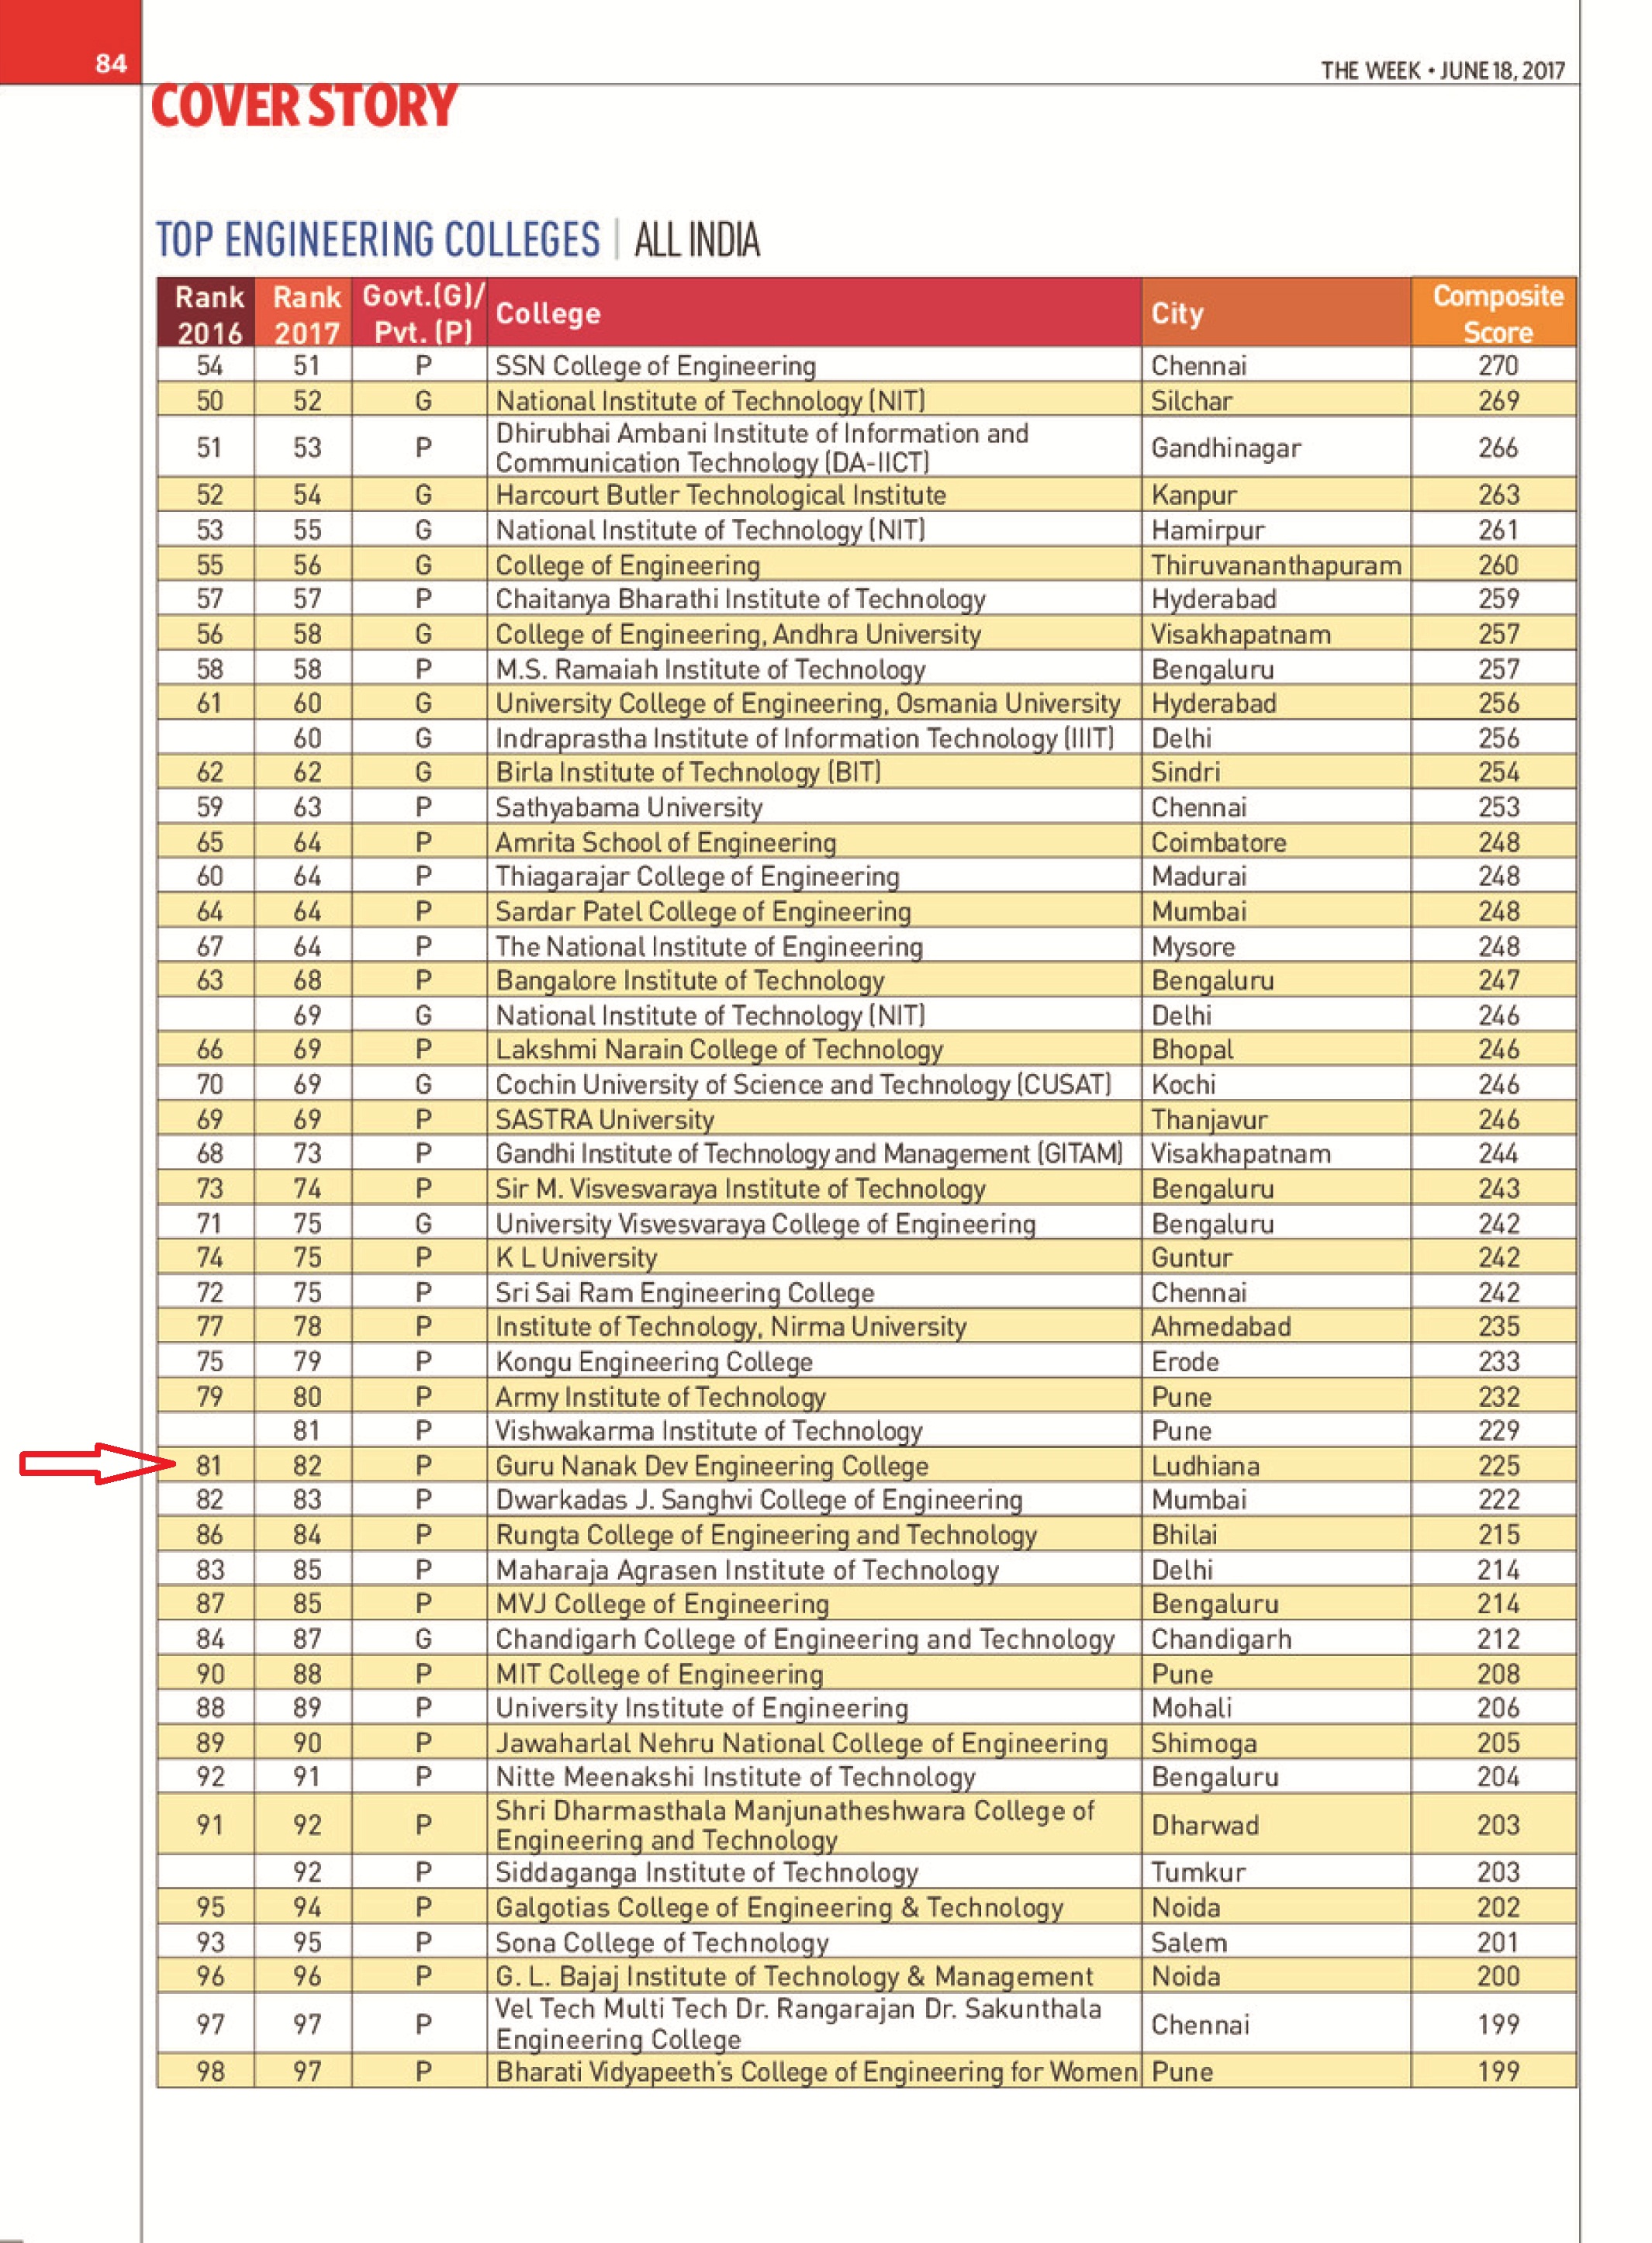 84
THE WEEK • JUNE 18, 2017
COVER STORY
TOP ENGINEERING COLLEGES | ALL INDIA
Rank 2016 Rank 2017 Govt.(G)/ Pvt. (P) College City Composite Score
54 51 P SSN College of Engineering Chennai 270
50 52 G National Institute of Technology (NIT) Silchar 269
51 53 P Dhirubhai Ambani Institute of Information and
Communication Technology (DA-IICT) Gandhinagar 266
52 54 G Harcourt Butler Technological Institute Kanpur 263
53 55 G National Institute of Technology (NIT) Hamirpur 261
55 56 G College of Engineering Thiruvananthapuram 260
57 57 P Chaitanya Bharathi Institute of Technology Hyderabad 259
56 58 G College of Engineering, Andhra University Visakhapatnam 257
58 58 P M.S. Ramaiah Institute of Technology Bengaluru 257
61 60 G University College of Engineering, Osmania University Hyderabad 256
60 G Indraprastha Institute of Information Technology (IIIT) Delhi 256
62 62 G Birla Institute of Technology (BIT) Sindri 254
59 63 P Sathyabama University Chennai 253
65 64 P Amrita School of Engineering Coimbatore 248
60 64 P Thiagarajar College of Engineering Madurai 248
64 64 P Sardar Patel College of Engineering Mumbai 248
67 64 P The National Institute of Engineering Mysore 248
63 68 P Bangalore Institute of Technology Bengaluru 247
69 G National Institute of Technology (NIT) Delhi 246
66 69 P Lakshmi Narain College of Technology Bhopal 246
70 69 G Cochin University of Science and Technology (CUSAT) Kochi 246
69 69 P SASTRA University Thanjavur 246
68 73 P Gandhi Institute of Technology and Management (GITAM) Visakhapatnam 244
73 74 P Sir M. Visvesvaraya Institute of Technology Bengaluru 243
71 75 G University Visvesvaraya College of Engineering Bengaluru 242
74 75 P K L University Guntur 242
72 75 P Sri Sai Ram Engineering College Chennai 242
77 78 P Institute of Technology, Nirma University Ahmedabad 235
75 79 P Kongu Engineering College Erode 233
79 80 P Army Institute of Technology Pune 232
81 P Vishwakarma Institute of Technology Pune 229
81 82 P Guru Nanak Dev Engineering College Ludhiana 225
82 83 P Dwarkadas J. Sanghvi College of Engineering Mumbai 222
86 84 P Rungta College of Engineering and Technology Bhilai 215
83 85 P Maharaja Agrasen Institute of Technology Delhi 214
87 85 P MVJ College of Engineering Bengaluru 214
84 87 G Chandigarh College of Engineering and Technology Chandigarh 212
90 88 P MIT College of Engineering Pune 208
88 89 P University Institute of Engineering Mohali 206
89 90 P Jawaharlal Nehru National College of Engineering Shimoga 205
92 91 P Nitte Meenakshi Institute of Technology Bengaluru 204
91 92 P Shri Dharmasthala Manjunatheshwara College of
Engineering and Technology Dharwad 203
92 P Siddaganga Institute of Technology Tumkur 203
95 94 P Galgotias College of Engineering & Technology Noida 202
93 95 P Sona College of Technology Salem 201
96 96 P G. L. Bajaj Institute of Technology & Management Noida 200
97 97 P Vel Tech Multi Tech Dr. Rangarajan Dr. Sakunthala
Engineering College Chennai 199
98 97 P Bharati Vidyapeeth's College of Engineering for Women Pune 199